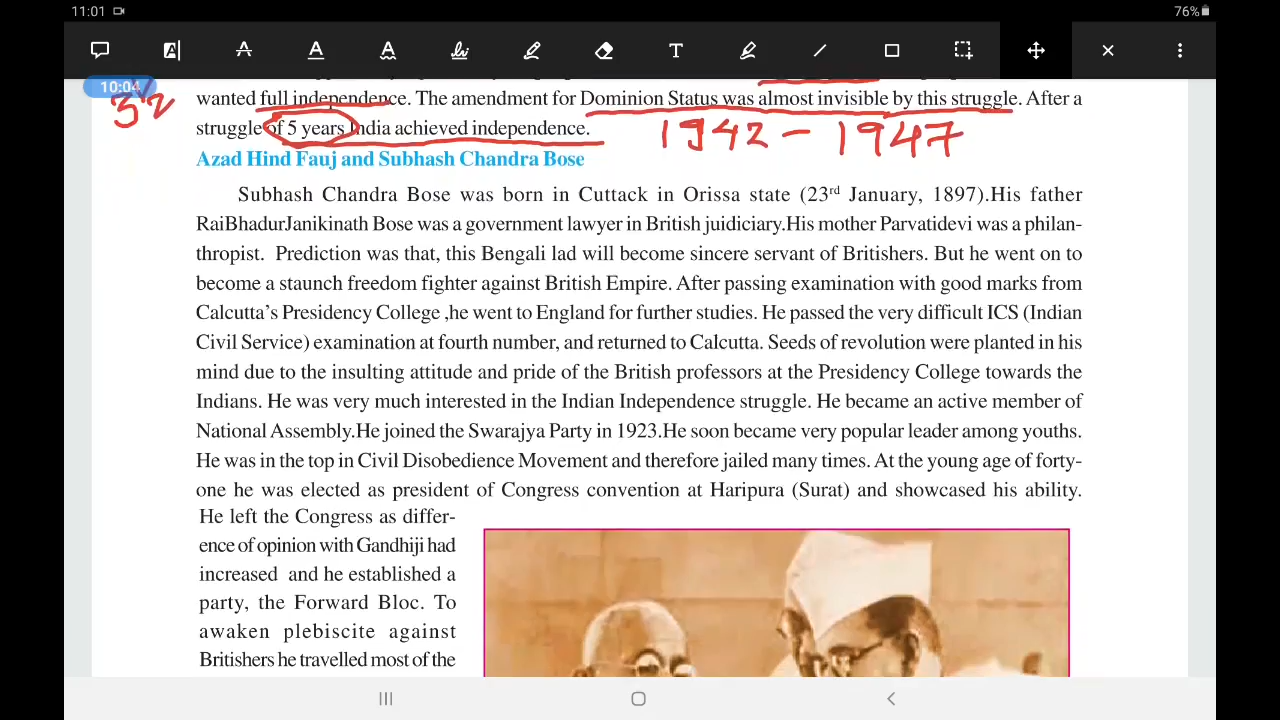 11:01
76%
10:04
3 1/2
wanted full independence. The amendment for Dominion Status was almost invisible by this struggle. After a
struggle of 5 years India achieved independence.
1942 - 1947
Azad Hind Fauj and Subhash Chandra Bose
Subhash Chandra Bose was born in Cuttack in Orissa state (23rd January, 1897).His father
RaiBhadurJanikinath Bose was a government lawyer in British juidiciary.His mother Parvatidevi was a philan-
thropist. Prediction was that, this Bengali lad will become sincere servant of Britishers. But he went on to
become a staunch freedom fighter against British Empire. After passing examination with good marks from
Calcutta's Presidency College ,he went to England for further studies. He passed the very difficult ICS (Indian
Civil Service) examination at fourth number, and returned to Calcutta. Seeds of revolution were planted in his
mind due to the insulting attitude and pride of the British professors at the Presidency College towards the
Indians. He was very much interested in the Indian Independence struggle. He became an active member of
National Assembly.He joined the Swarajya Party in 1923.He soon became very popular leader among youths.
He was in the top in Civil Disobedience Movement and therefore jailed many times. At the young age of forty-
one he was elected as president of Congress convention at Haripura (Surat) and showcased his ability.
He left the Congress as differ-
ence of opinion with Gandhiji had
increased and he established a
party, the Forward Bloc. To
awaken plebiscite against
Britishers he travelled most of the